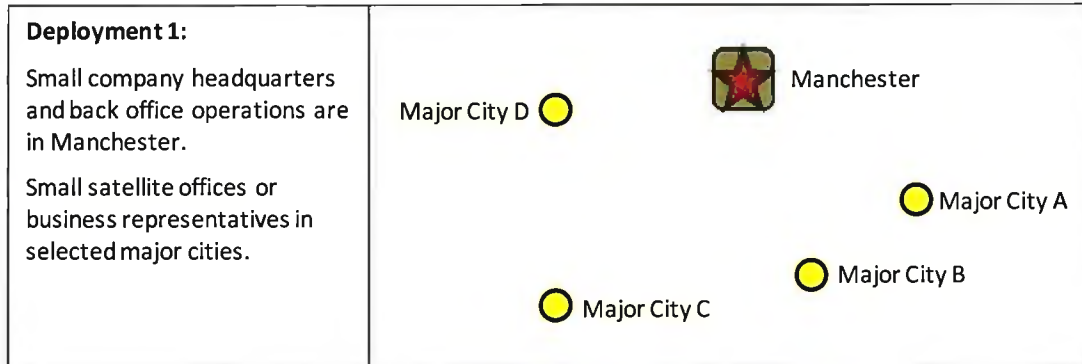 Deployment 1:
Small company headquarters
and back office operations are
in Manchester.
Small satellite offices or
business representatives in
selected major cities.
Manchester
Major City D
Major City A
Major City B
Major City C